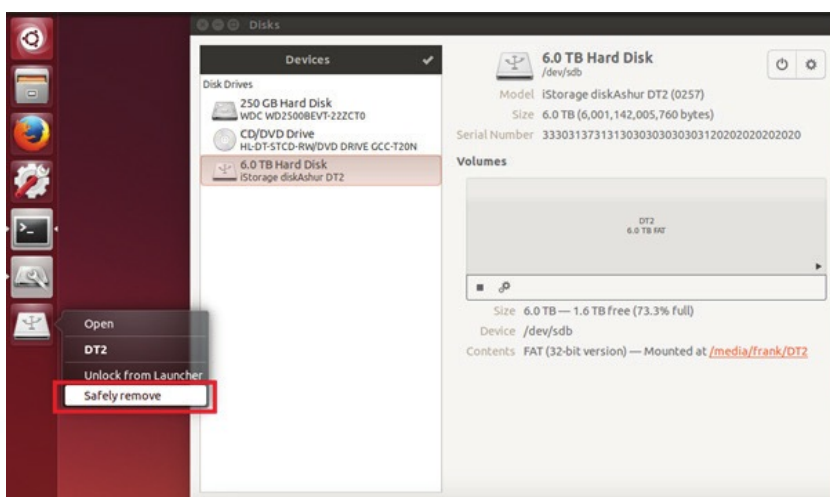 Disks
Devices
Disk Drives
250 GB Hard Disk
WDC WD2500BEVT-22ZCT0
CD/DVD Drive
HL-DT-STCD-RW/DVD DRIVE GCC-T20N
6.0 TB Hard Disk
iStorage diskAshur DT2
6.0 TB Hard Disk
/dev/sdb
Model iStorage diskAshur DT2 (0257)
Size 6.0 TB (6,001,142,005,760 bytes)
Serial Number
Volumes
DT2
6.0 TB FAT
Size 6.0 TB — 1.6 TB free (73.3% full)
Device /dev/sdb
Contents FAT (32-bit version) — Mounted at /media/frank/DT2
Open
DT2
Unlock from Launcher
Safely remove